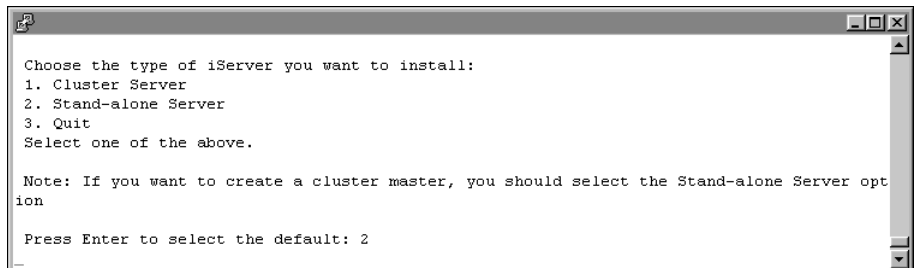 Choose the type of iServer you want to install:
1. Cluster Server
2. Stand-alone Server
3. Quit
Select one of the above.
Note: If you want to create a cluster master, you should select the Stand-alone Server opt
ion
Press Enter to select the default: 2
_